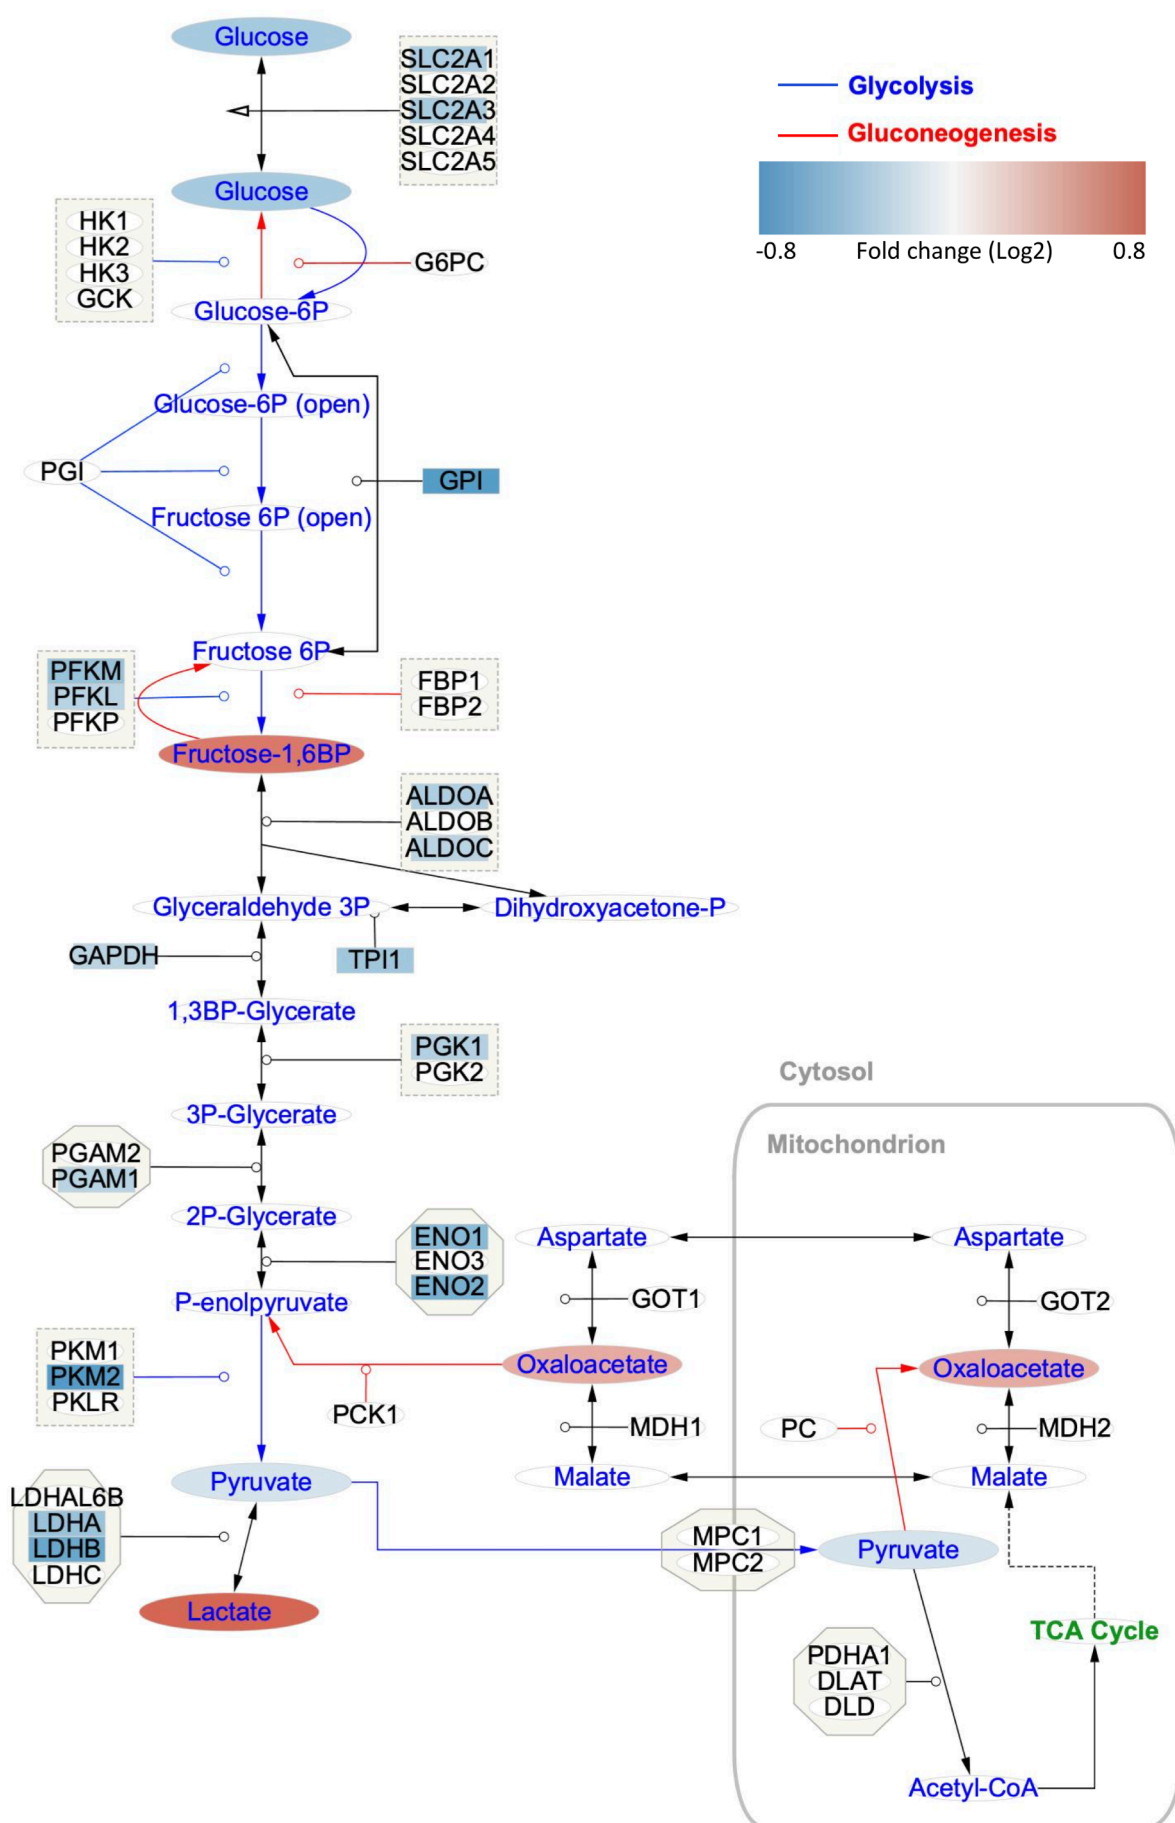 Glucose
SLC2A1
SLC2A2
SLC2A3
SLC2A4
SLC2A5
Glycolysis
Gluconeogenesis
-0.8 Fold change (Log2) 0.8
Glucose
HK1
HK2
HK3
GCK
G6PC
Glucose-6P
Glucose-6P (open)
PGI
GPI
Fructose 6P (open)
Fructose 6P
PFKM
PFKL
PFKP
FBP1
FBP2
Fructose-1,6BP
ALDOA
ALDOB
ALDOC
Glyceraldehyde 3P
Dihydroxyacetone-P
GAPDH
TPI1
1,3BP-Glycerate
PGK1
PGK2
3P-Glycerate
PGAM2
PGAM1
2P-Glycerate
ENO1
ENO3
ENO2
P-enolpyruvate
PKM1
PKM2
PKLR
PCK1
Pyruvate
LDHAL6B
LDHA
LDHB
LDHC
Lactate
Cytosol
Mitochondrion
Aspartate
Aspartate
GOT1
GOT2
Oxaloacetate
Oxaloacetate
MDH1
PC
MDH2
Malate
Malate
MPC1
MPC2
Pyruvate
TCA Cycle
PDHA1
DLAT
DLD
Acetyl-CoA